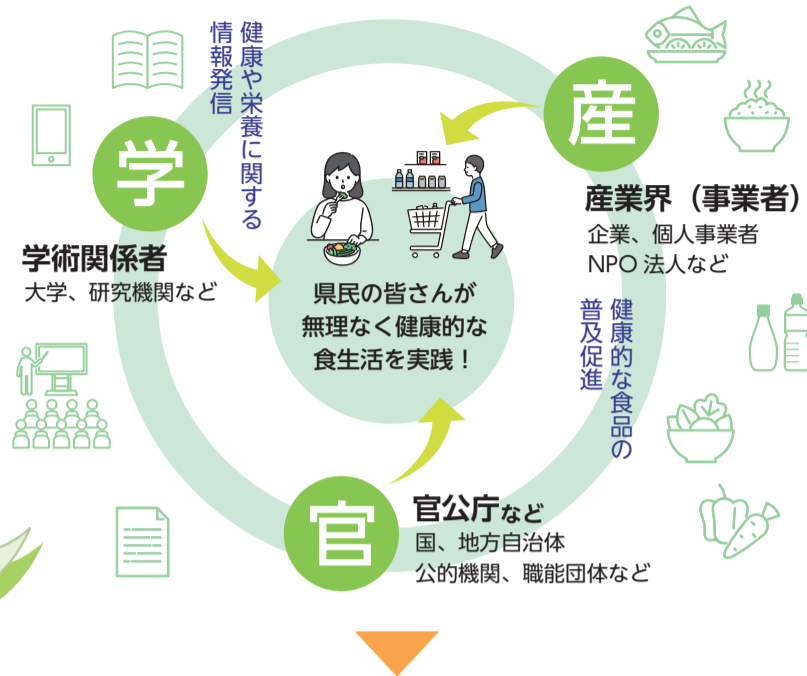 健康や栄養に関する
情報発信
学
学術関係者
大学、研究機関など
産
産業界（事業者）
企業、個人事業者
NPO 法人など
県民の皆さんが
無理なく健康的な
食生活を実践！
健康的な食品の
普及促進
官
官公庁など
国、地方自治体
公的機関、職能団体など